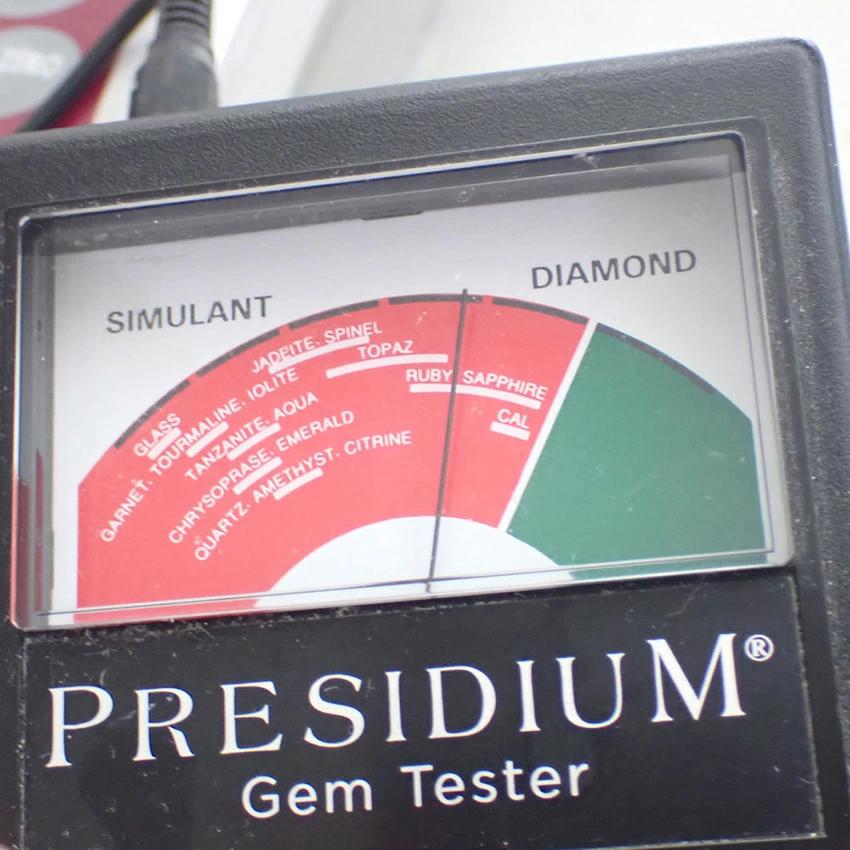 SIMULANT
DIAMOND
JADEITE. SPINEL
TOPAZ
RUBY SAPPHIRE
CAL
GLASS
GARNET. TOURMALINE. IOLITE
TANZANITE. AQUA
CHRYSOPRASE. EMERALD
QUARTZ. AMETHYST. CITRINE
PRESIDIUM®
Gem Tester